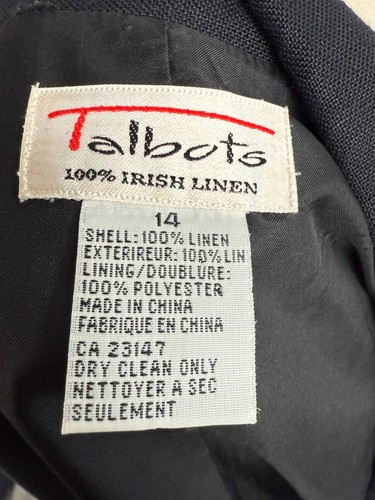 Talbots
100% IRISH LINEN
14
SHELL: 100% LINEN
EXTERIREUR: 100% LIN
LINING/DOUBLURE:
100% POLYESTER
MADE IN CHINA
FABRIQUE EN CHINA
CA 23147
DRY CLEAN ONLY
NETTOYER A SEC
SEULEMENT